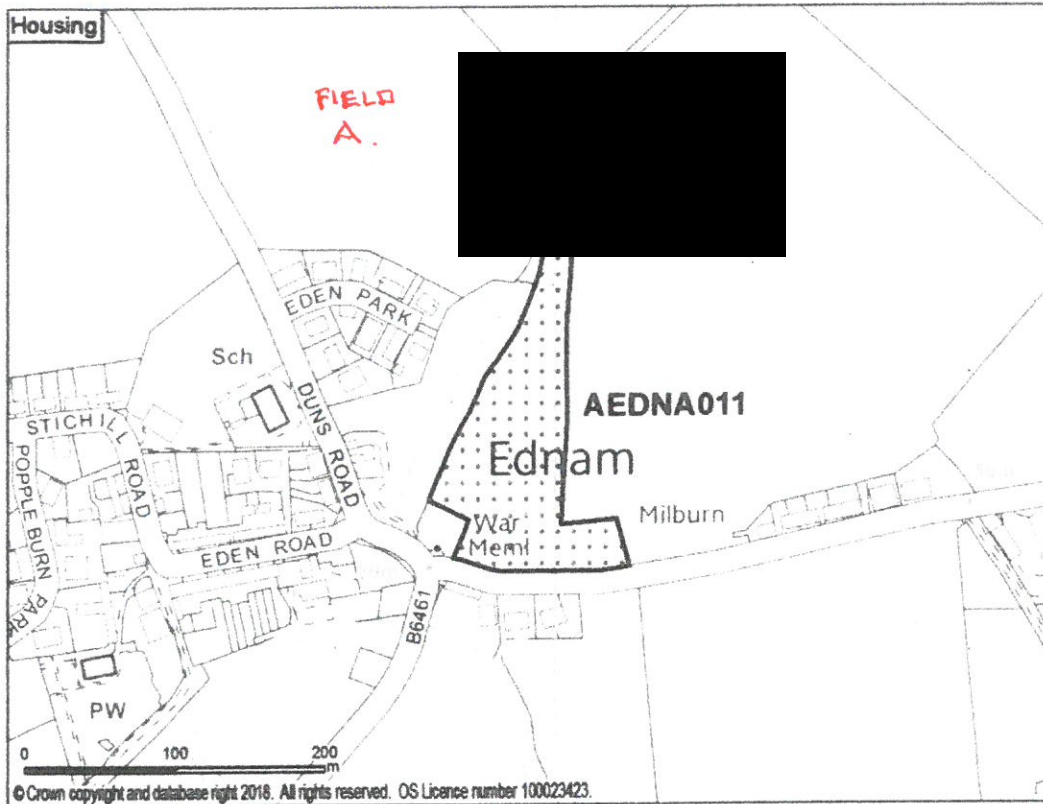 Housing
FIELD
A.
EDEN PARK
Sch
DUNS ROAD
AEDNA011
STICHILL
ROAD
Ednam
POPPLE BURN
PARK
War
Meml
Milburn
EDEN ROAD
B6461
PW
0 100 200
m
© Crown copyright and database right 2018. All rights reserved. OS Licence number 100023423.